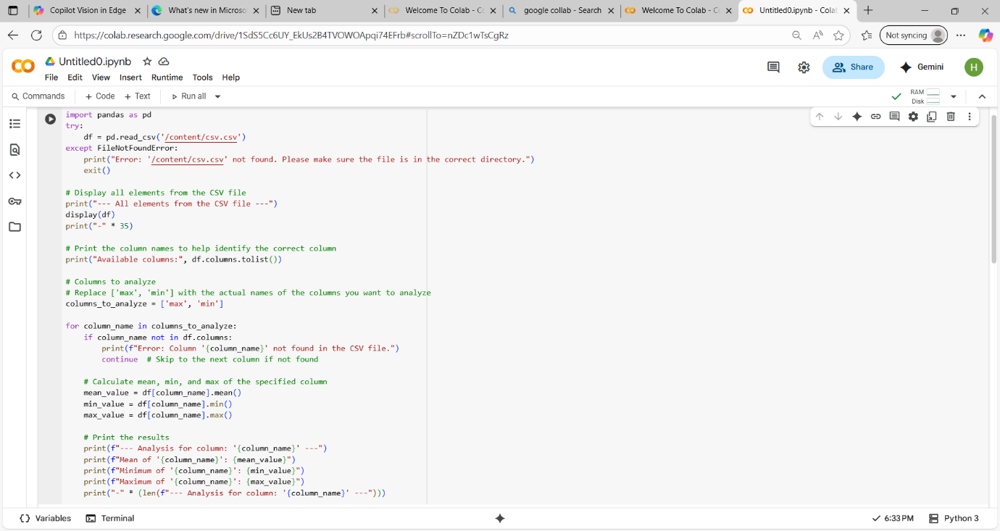 Copilot Vision in Edge
What's new in Microso
New tab
Welcome To Colab - Co
google collab - Search
Welcome To Colab - C
Untitled0.ipynb - Colab
https://colab.research.google.com/drive/1SdS5Cc6UY_EkUs2B4TVOWOApqi74EFrb#scrollTo=nZDc1wTsCgRz
Not syncing
Untitled0.ipynb
File Edit View Insert Runtime Tools Help
Share
Gemini
H
Commands + Code + Text Run all
RAM
Disk
import pandas as pd
try:
    df = pd.read_csv('/content/csv.csv')
except FileNotFoundError:
    print("Error: '/content/csv.csv' not found. Please make sure the file is in the correct directory.")
    exit()
# Display all elements from the CSV file
print("--- All elements from the CSV file ---")
display(df)
print("-" * 35)
# Print the column names to help identify the correct column
print("Available columns:", df.columns.tolist())
# Columns to analyze
# Replace ['max', 'min'] with the actual names of the columns you want to analyze
columns_to_analyze = ['max', 'min']
for column_name in columns_to_analyze:
    if column_name not in df.columns:
        print(f"Error: Column '{column_name}' not found in the CSV file.")
        continue  # Skip to the next column if not found
    # Calculate mean, min, and max of the specified column
    mean_value = df[column_name].mean()
    min_value = df[column_name].min()
    max_value = df[column_name].max()
    # Print the results
    print(f"--- Analysis for column: '{column_name}' ---")
    print(f"Mean of '{column_name}': {mean_value}")
    print(f"Minimum of '{column_name}': {min_value}")
    print(f"Maximum of '{column_name}': {max_value}")
    print("-" * (len(f"--- Analysis for column: '{column_name}' ---")))
Variables Terminal
6:33 PM Python 3